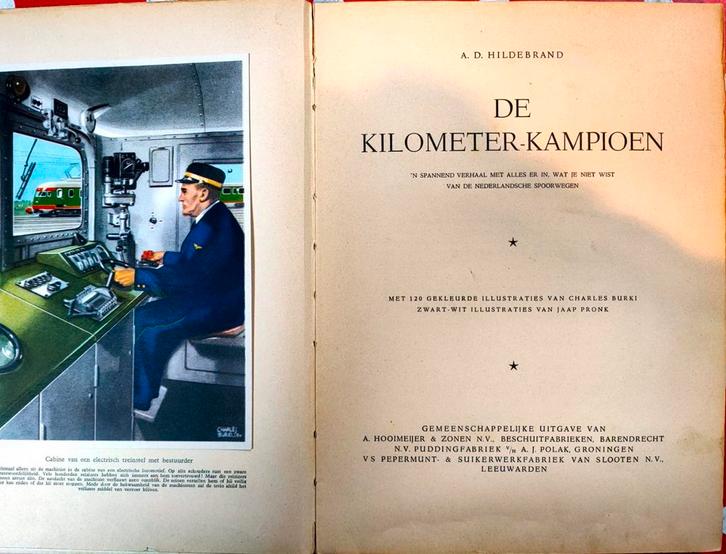 CHARLES
BURKI
Cabine van een electrisch treinstel met bestuurder
A. D. HILDEBRAND
DE
KILOMETER-KAMPIOEN
'N SPANNEND VERHAAL MET ALLES ER IN, WAT JE NIET WIST
VAN DE NEDERLANDSCHE SPOORWEGEN
★
MET 120 GEKLEURDE ILLUSTRATIES VAN CHARLES BURKI
ZWART-WIT ILLUSTRATIES VAN JAAP PRONK
★
GEMEENSCHAPPELIJKE UITGAVE VAN
A. HOOIMEIJER & ZONEN N.V., BESCHUITFABRIEKEN, BARENDRECHT
N.V. PUDDINGFABRIEK V/H A. J. POLAK, GRONINGEN
VS PEPERMUNT- & SUIKERWERKFABRIEK VAN SLOOTEN N.V.,
LEEUWARDEN